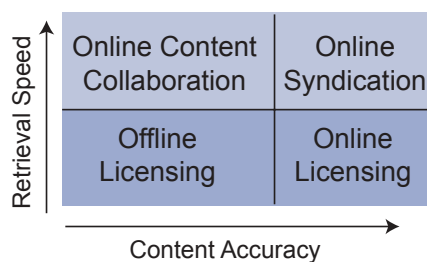 Retrieval Speed
Online Content
Collaboration
Online
Syndication
Offline
Licensing
Online
Licensing
Content Accuracy